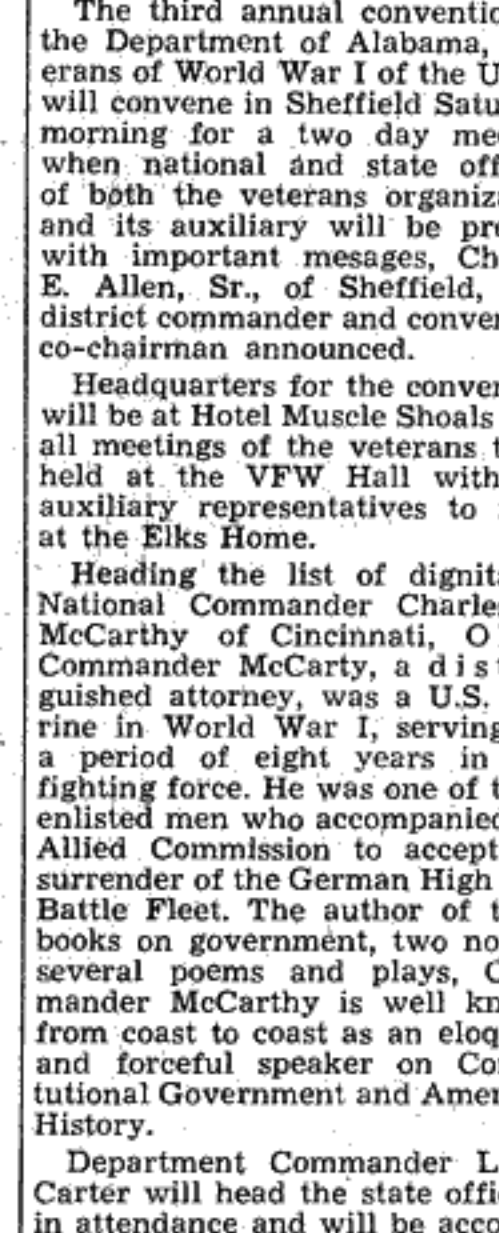 The third annual conventio
the Department of Alabama,
erans of World War I of the U
will convene in Sheffield Satu
morning for a two day me
when national and state off
of both the veterans organiza
and its auxiliary will be pre
with important mesages, Ch
E. Allen, Sr., of Sheffield,
district commander and conven
co-chairman announced.
Headquarters for the conven
will be at Hotel Muscle Shoals
all meetings of the veterans t
held at the VFW Hall with
auxiliary representatives to
at the Elks Home.
Heading the list of dignita
National Commander Charle
McCarthy of Cincinnati, O
Commander McCarty, a dist
guished attorney, was a U.S.
rine in World War I, serving
a period of eight years in
fighting force. He was one of t
enlisted men who accompanied
Allied Commission to accept
surrender of the German High
Battle Fleet. The author of t
books on government, two no
several poems and plays, C
mander McCarthy is well kn
from coast to coast as an eloq
and forceful speaker on Con
tutional Government and Amer
History.
Department Commander L.
Carter will head the state offi
in attendance and will be acco